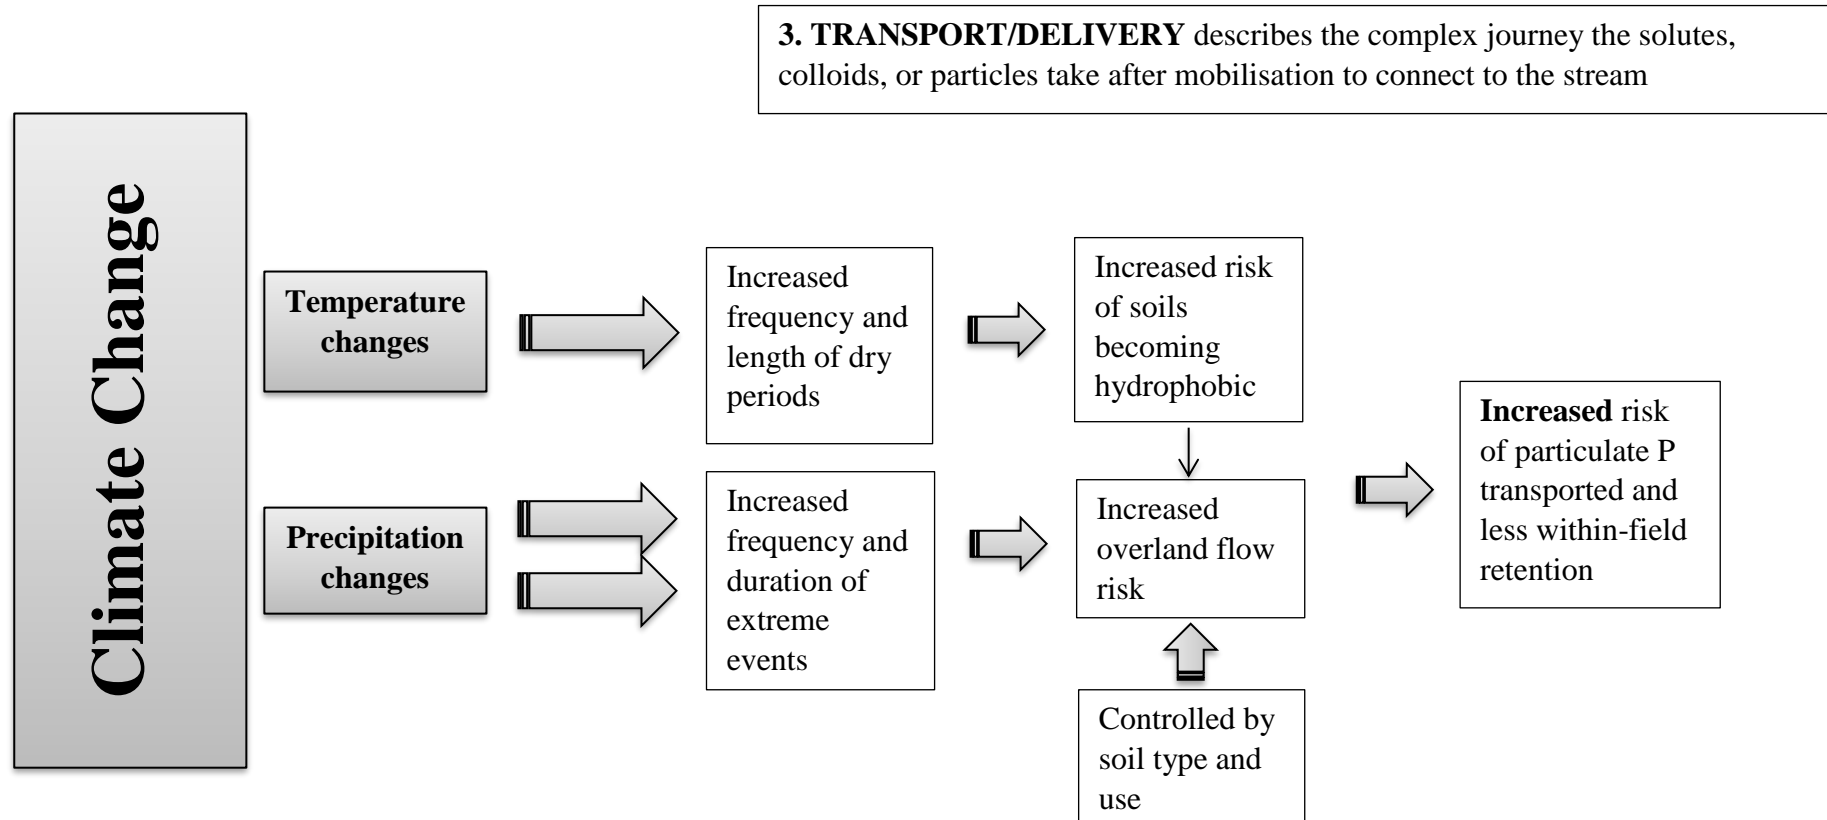 3. TRANSPORT/DELIVERY describes the complex journey the solutes,
colloids, or particles take after mobilisation to connect to the stream
Climate Change
Temperature
changes
Increased
frequency and
length of dry
periods
Increased risk
of soils
becoming
hydrophobic
Precipitation
changes
Increased
frequency and
duration of
extreme
events
Increased
overland flow
risk
Controlled by
soil type and
use
Increased risk
of particulate P
transported and
less within-field
retention